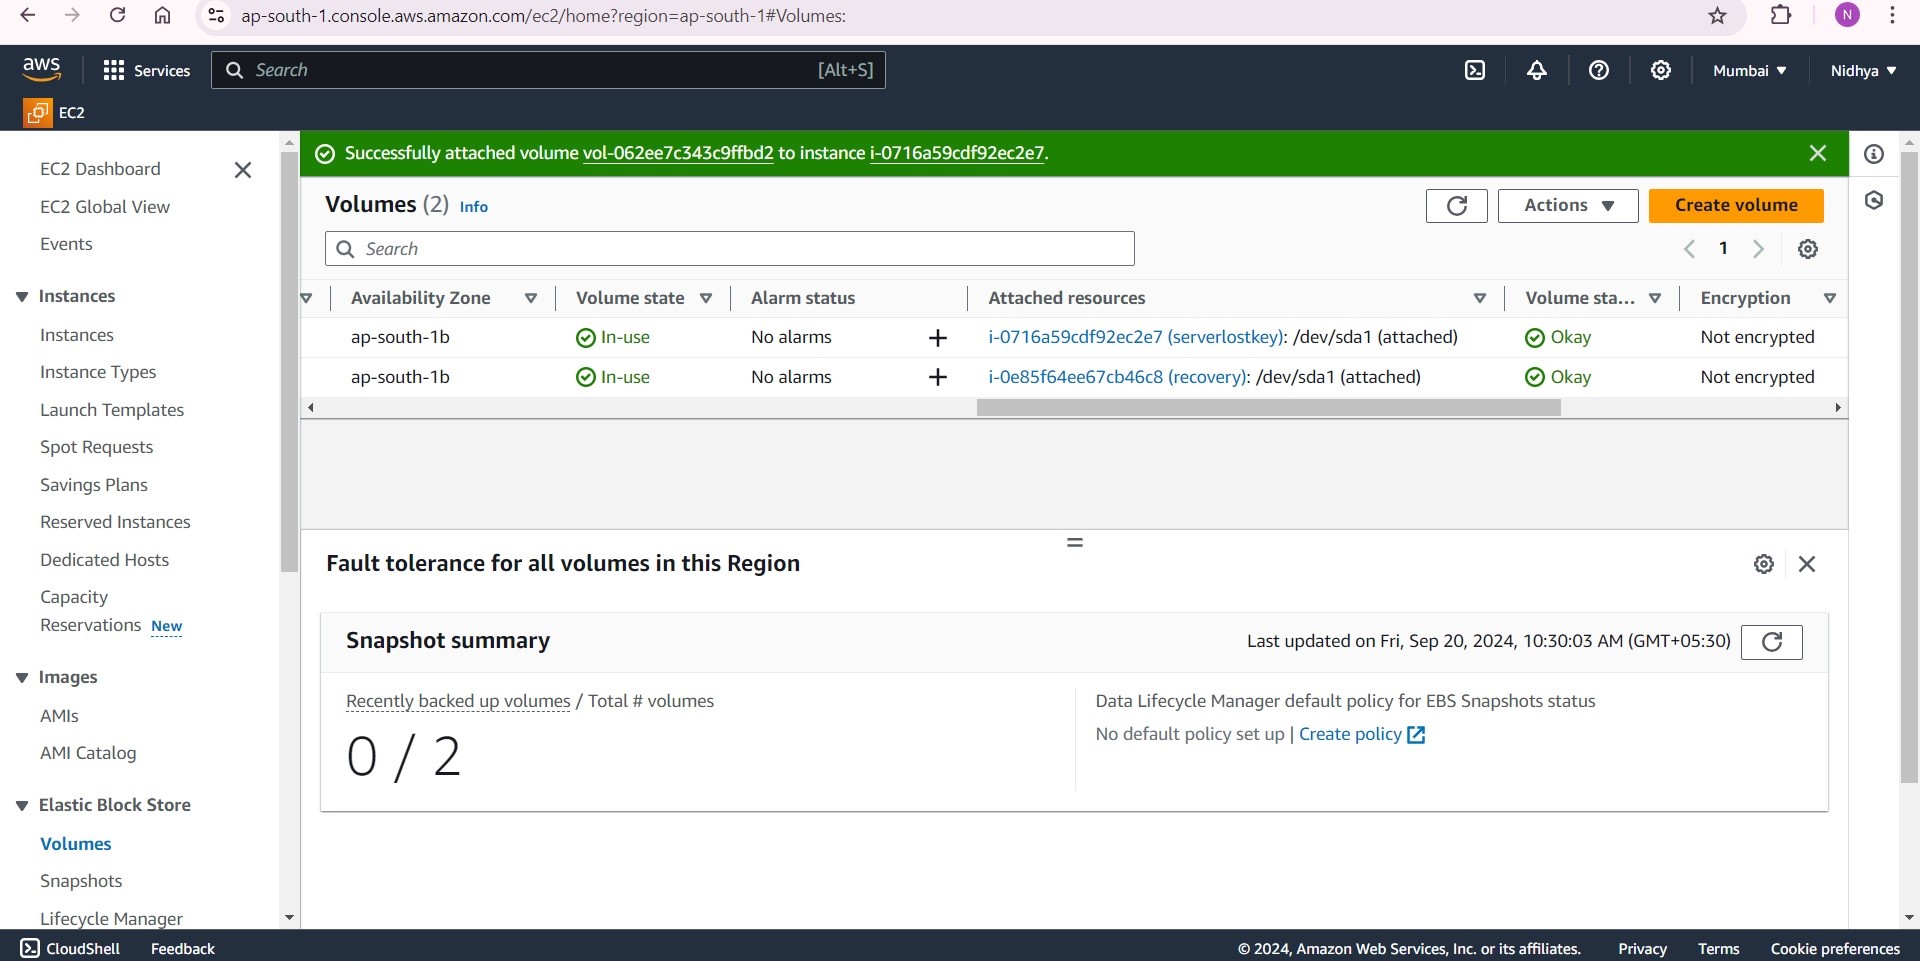 ap-south-1.console.aws.amazon.com/ec2/home?region=ap-south-1#Volumes:
N
aws
Services
Search
[Alt+S]
Mumbai
Nidhya
EC2
EC2 Dashboard
EC2 Global View
Events
Instances
Instances
Instance Types
Launch Templates
Spot Requests
Savings Plans
Reserved Instances
Dedicated Hosts
Capacity
Reservations New
Images
AMIs
AMI Catalog
Elastic Block Store
Volumes
Snapshots
Lifecycle Manager
Successfully attached volume vol-062ee7c343c9ffbd2 to instance i-0716a59cdf92ec2e7.
Volumes (2) Info
Actions
Create volume
Search
1
Availability Zone Volume state Alarm status Attached resources Volume sta... Encryption
ap-south-1b In-use No alarms + i-0716a59cdf92ec2e7 (serverlostkey): /dev/sda1 (attached) Okay Not encrypted
ap-south-1b In-use No alarms + i-0e85f64ee67cb46c8 (recovery): /dev/sda1 (attached) Okay Not encrypted
Fault tolerance for all volumes in this Region
Snapshot summary
Last updated on Fri, Sep 20, 2024, 10:30:03 AM (GMT+05:30)
Recently backed up volumes / Total # volumes
0 / 2
Data Lifecycle Manager default policy for EBS Snapshots status
No default policy set up | Create policy
CloudShell Feedback
© 2024, Amazon Web Services, Inc. or its affiliates. Privacy Terms Cookie preferences